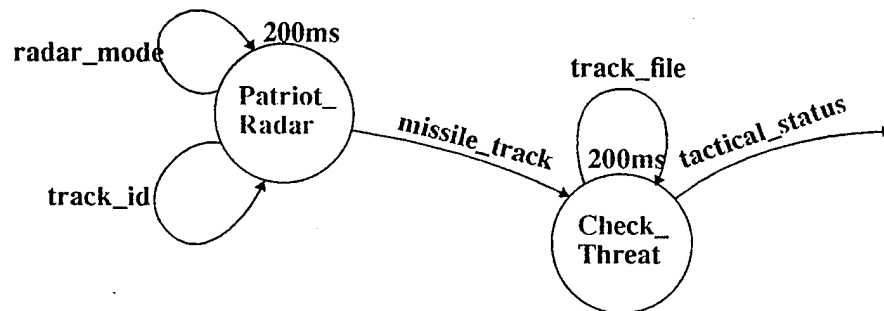 radar_mode
200ms
Patriot_
Radar
track_id
missile_track
track_file
200ms
tactical_status
Check_
Threat